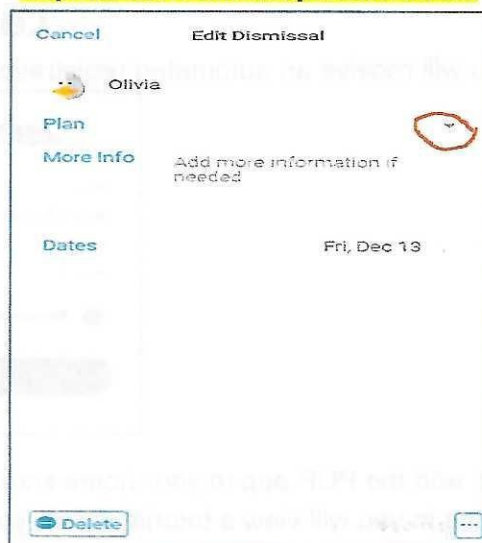 Cancel Edit Dismissal
Olivia
Plan
More Info Add more information if
needed
Dates Fri, Dec 13
Delete ...